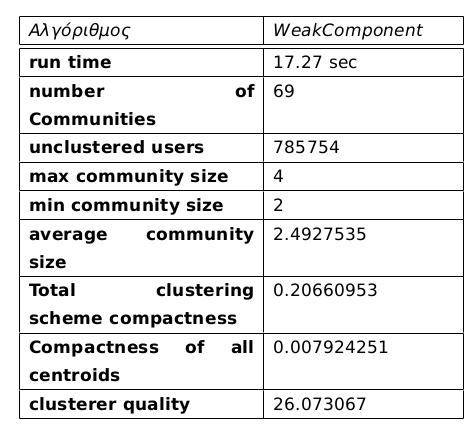 Αλγόριθμος WeakComponent
run time 17.27 sec
number of 69
Communities
unclustered users 785754
max community size 4
min community size 2
average community 2.4927535
size
Total clustering 0.20660953
scheme compactness
Compactness of all 0.007924251
centroids
clusterer quality 26.073067